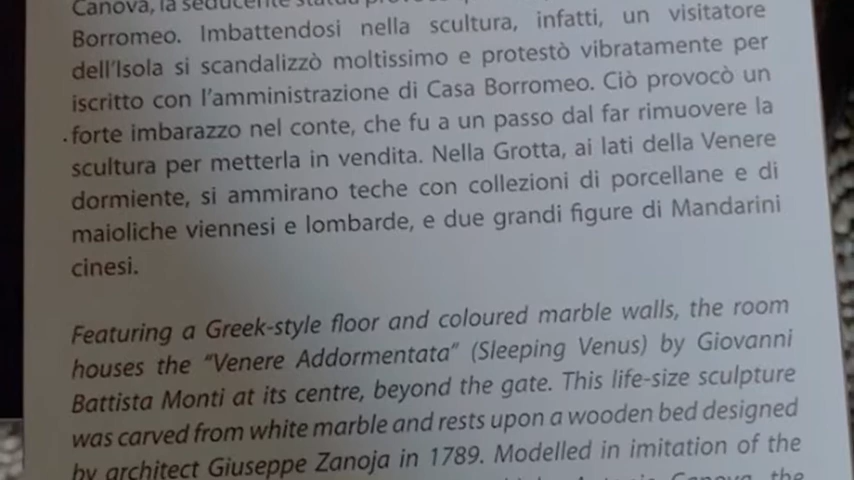 Canova, la seducente statua
Borromeo. Imbattendosi nella scultura, infatti, un visitatore
dell'Isola si scandalizzò moltissimo e protestò vibratamente per
iscritto con l'amministrazione di Casa Borromeo. Ciò provocò un
forte imbarazzo nel conte, che fu a un passo dal far rimuovere la
scultura per metterla in vendita. Nella Grotta, ai lati della Venere
dormiente, si ammirano teche con collezioni di porcellane e di
maioliche viennesi e lombarde, e due grandi figure di Mandarini
cinesi.
Featuring a Greek-style floor and coloured marble walls, the room
houses the "Venere Addormentata" (Sleeping Venus) by Giovanni
Battista Monti at its centre, beyond the gate. This life-size sculpture
was carved from white marble and rests upon a wooden bed designed
by architect Giuseppe Zanoja in 1789. Modelled in imitation of the
Canova, the